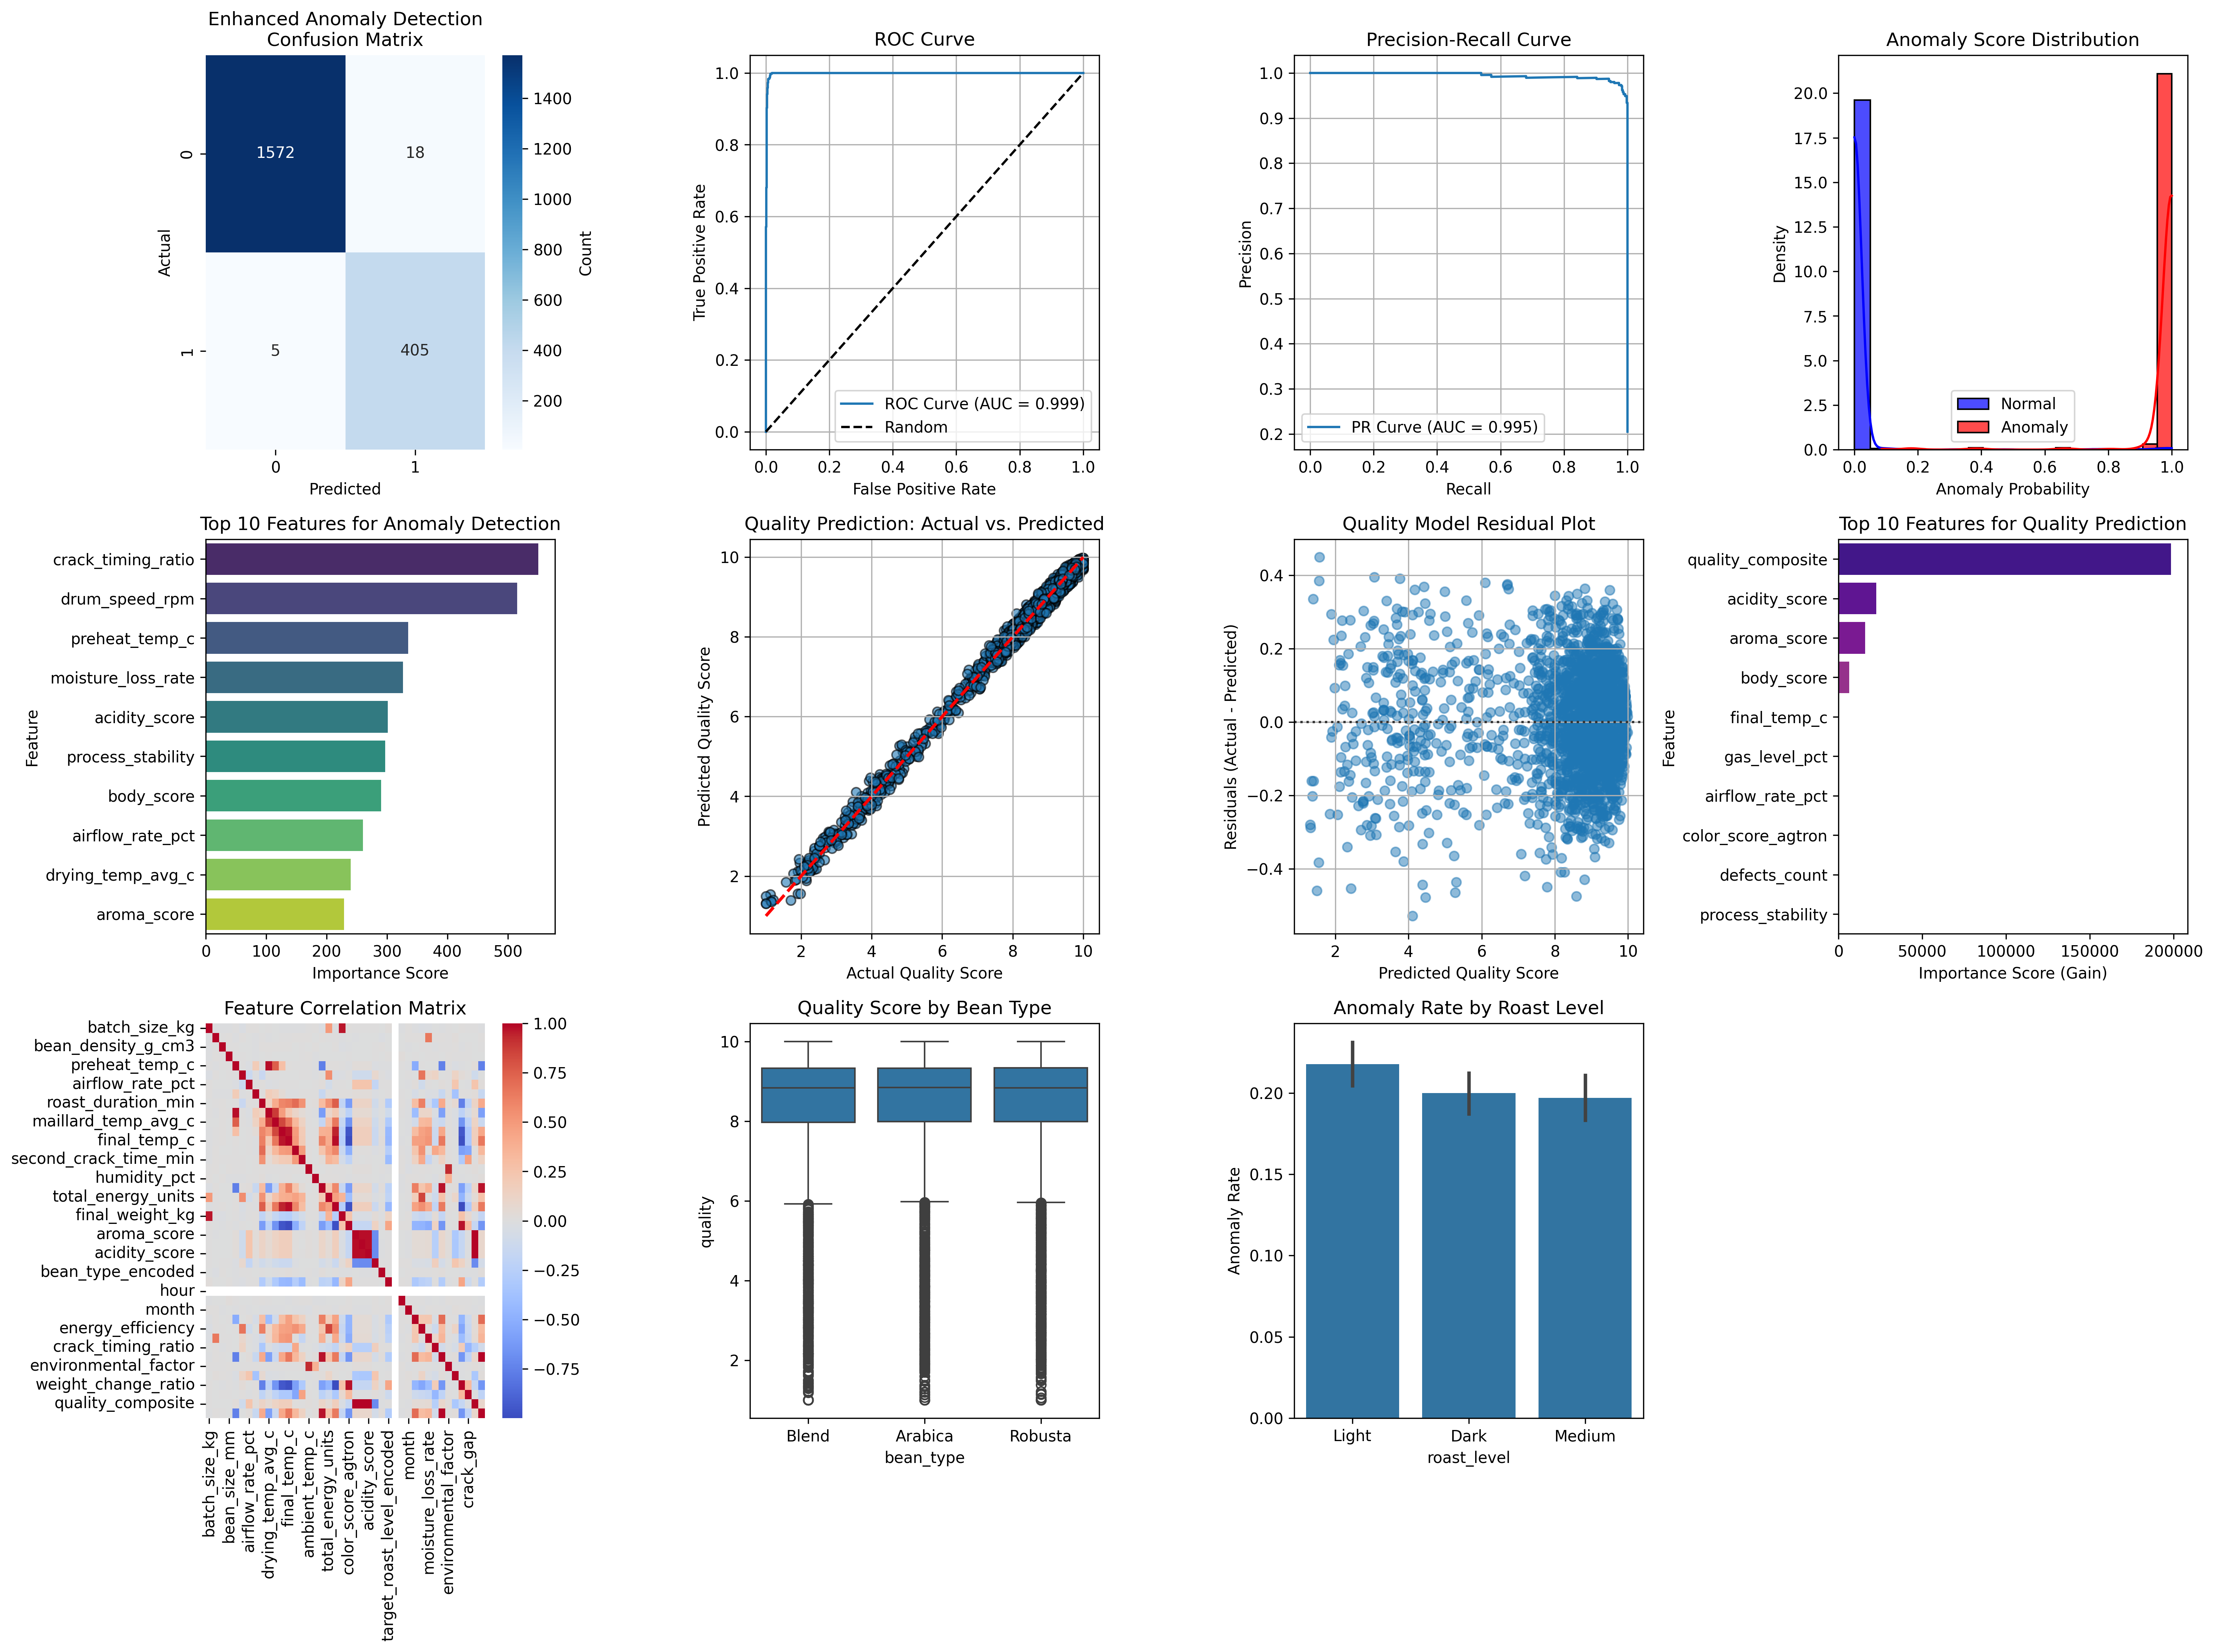 Enhanced Anomaly Detection
Confusion Matrix
1572
18
5
405
0
1
Actual
0
1
Predicted
1400
1200
1000
800
600
400
200
Count
ROC Curve
1.0
0.8
0.6
0.4
0.2
0.0
True Positive Rate
ROC Curve (AUC = 0.999)
Random
0.0 0.2 0.4 0.6 0.8 1.0
False Positive Rate
Precision-Recall Curve
1.0
0.9
0.8
0.7
0.6
0.5
0.4
0.3
0.2
Precision
PR Curve (AUC = 0.995)
0.0 0.2 0.4 0.6 0.8 1.0
Recall
Anomaly Score Distribution
20.0
17.5
15.0
12.5
10.0
7.5
5.0
2.5
0.0
Density
Normal
Anomaly
0.0 0.2 0.4 0.6 0.8 1.0
Anomaly Probability
Top 10 Features for Anomaly Detection
crack_timing_ratio
drum_speed_rpm
preheat_temp_c
moisture_loss_rate
acidity_score
process_stability
body_score
airflow_rate_pct
drying_temp_avg_c
aroma_score
Feature
0 100 200 300 400 500
Importance Score
Quality Prediction: Actual vs. Predicted
10
8
6
4
2
Predicted Quality Score
2 4 6 8 10
Actual Quality Score
Quality Model Residual Plot
0.4
0.2
0.0
−0.2
−0.4
Residuals (Actual - Predicted)
2 4 6 8 10
Predicted Quality Score
Top 10 Features for Quality Prediction
quality_composite
acidity_score
aroma_score
body_score
final_temp_c
gas_level_pct
airflow_rate_pct
color_score_agtron
defects_count
process_stability
Feature
0 50000 100000 150000 200000
Importance Score (Gain)
Feature Correlation Matrix
batch_size_kg
bean_density_g_cm3
preheat_temp_c
airflow_rate_pct
roast_duration_min
maillard_temp_avg_c
final_temp_c
second_crack_time_min
humidity_pct
total_energy_units
final_weight_kg
aroma_score
acidity_score
bean_type_encoded
hour
month
energy_efficiency
crack_timing_ratio
environmental_factor
weight_change_ratio
quality_composite
batch_size_kg
bean_size_mm
airflow_rate_pct
drying_temp_avg_c
final_temp_c
ambient_temp_c
total_energy_units
color_score_agtron
acidity_score
target_roast_level_encoded
month
moisture_loss_rate
environmental_factor
crack_gap
1.00
0.75
0.50
0.25
0.00
−0.25
−0.50
−0.75
Quality Score by Bean Type
10
8
6
4
2
quality
Blend Arabica Robusta
bean_type
Anomaly Rate by Roast Level
0.20
0.15
0.10
0.05
0.00
Anomaly Rate
Light Dark Medium
roast_level